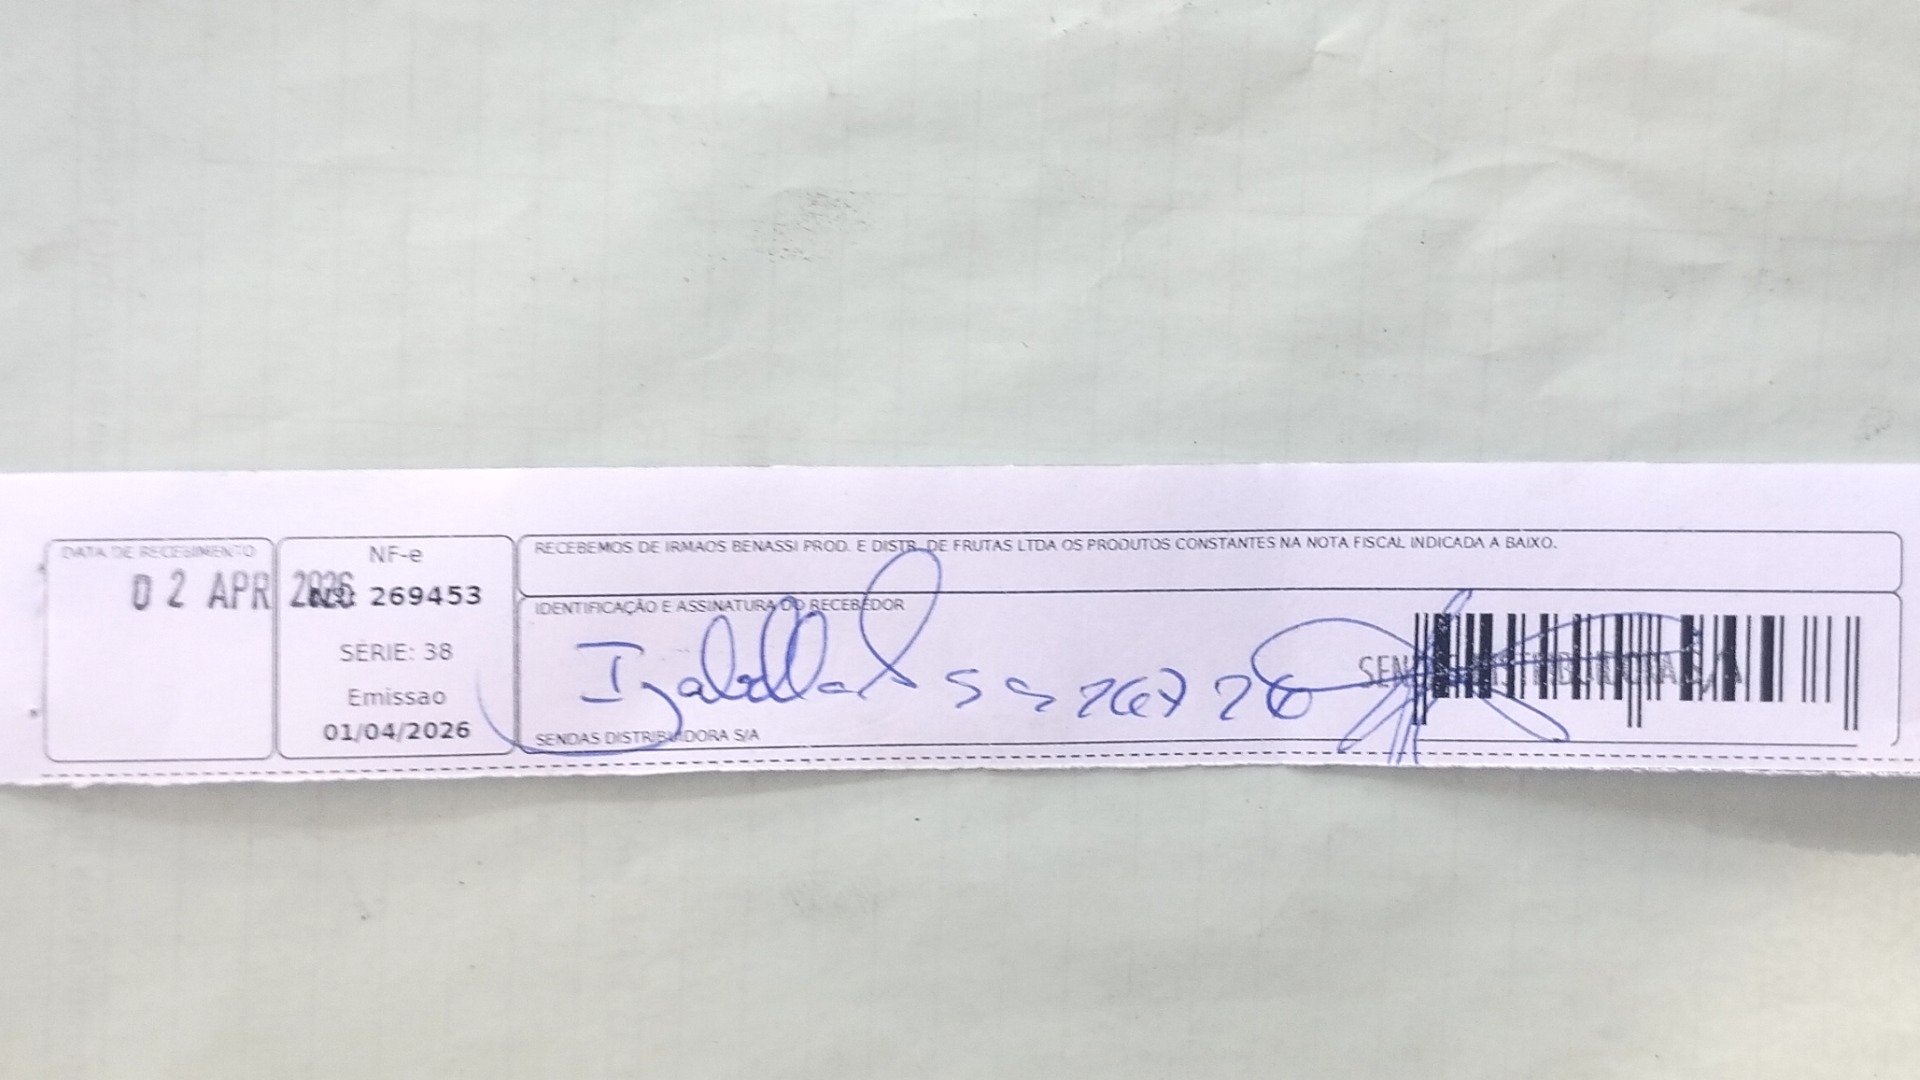 DATA DE RECEBIMENTO
02 APR 2026
NF-e
269453
SÉRIE: 38
Emissao
01/04/2026
RECEBEMOS DE IRMAOS BENASSI PROD. E DISTR. DE FRUTAS LTDA OS PRODUTOS CONSTANTES NA NOTA FISCAL INDICADA A BAIXO.
IDENTIFICAÇÃO E ASSINATURA DO RECEBEDOR
Izabella
SENDAS DISTRIBUIDORA S/A